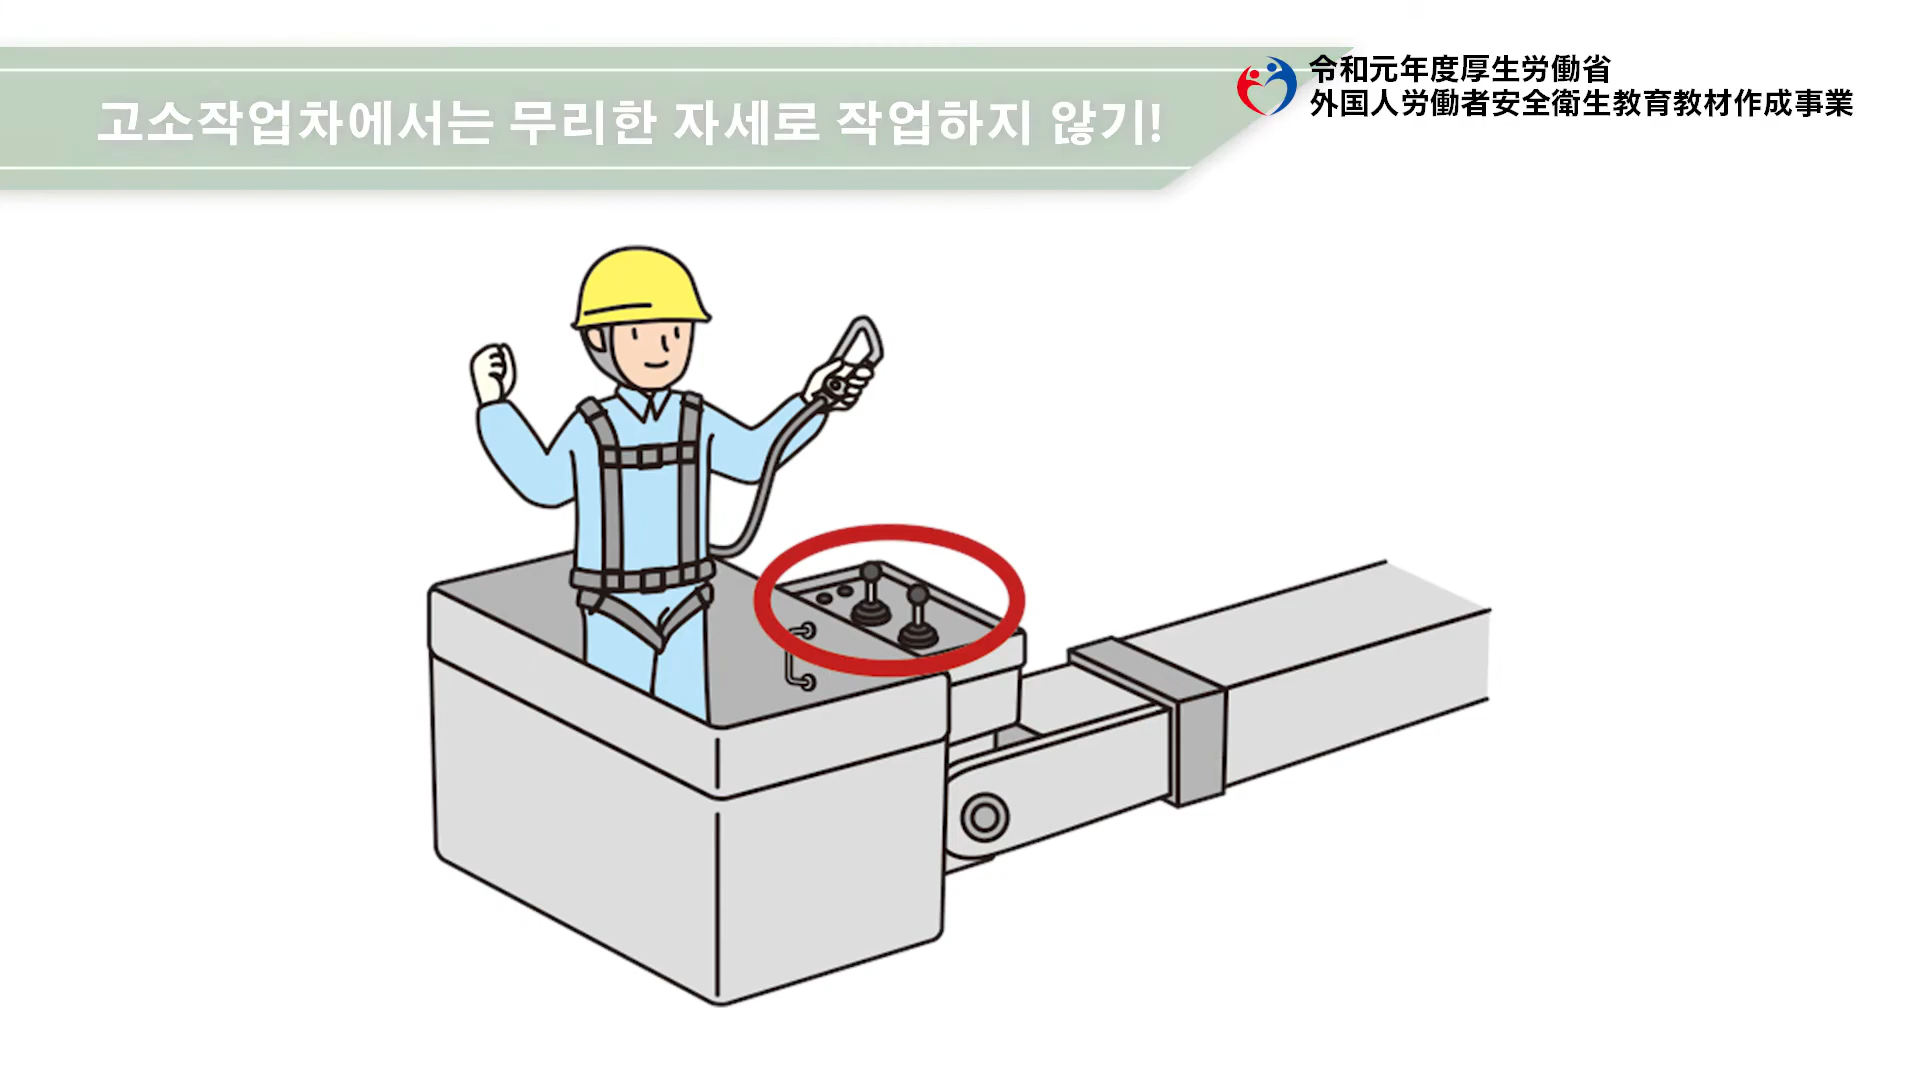 고소작업차에서는 무리한 자세로 작업하지 않기!
令和元年度厚生労働省
外国人労働者安全衛生教育教材作成事業